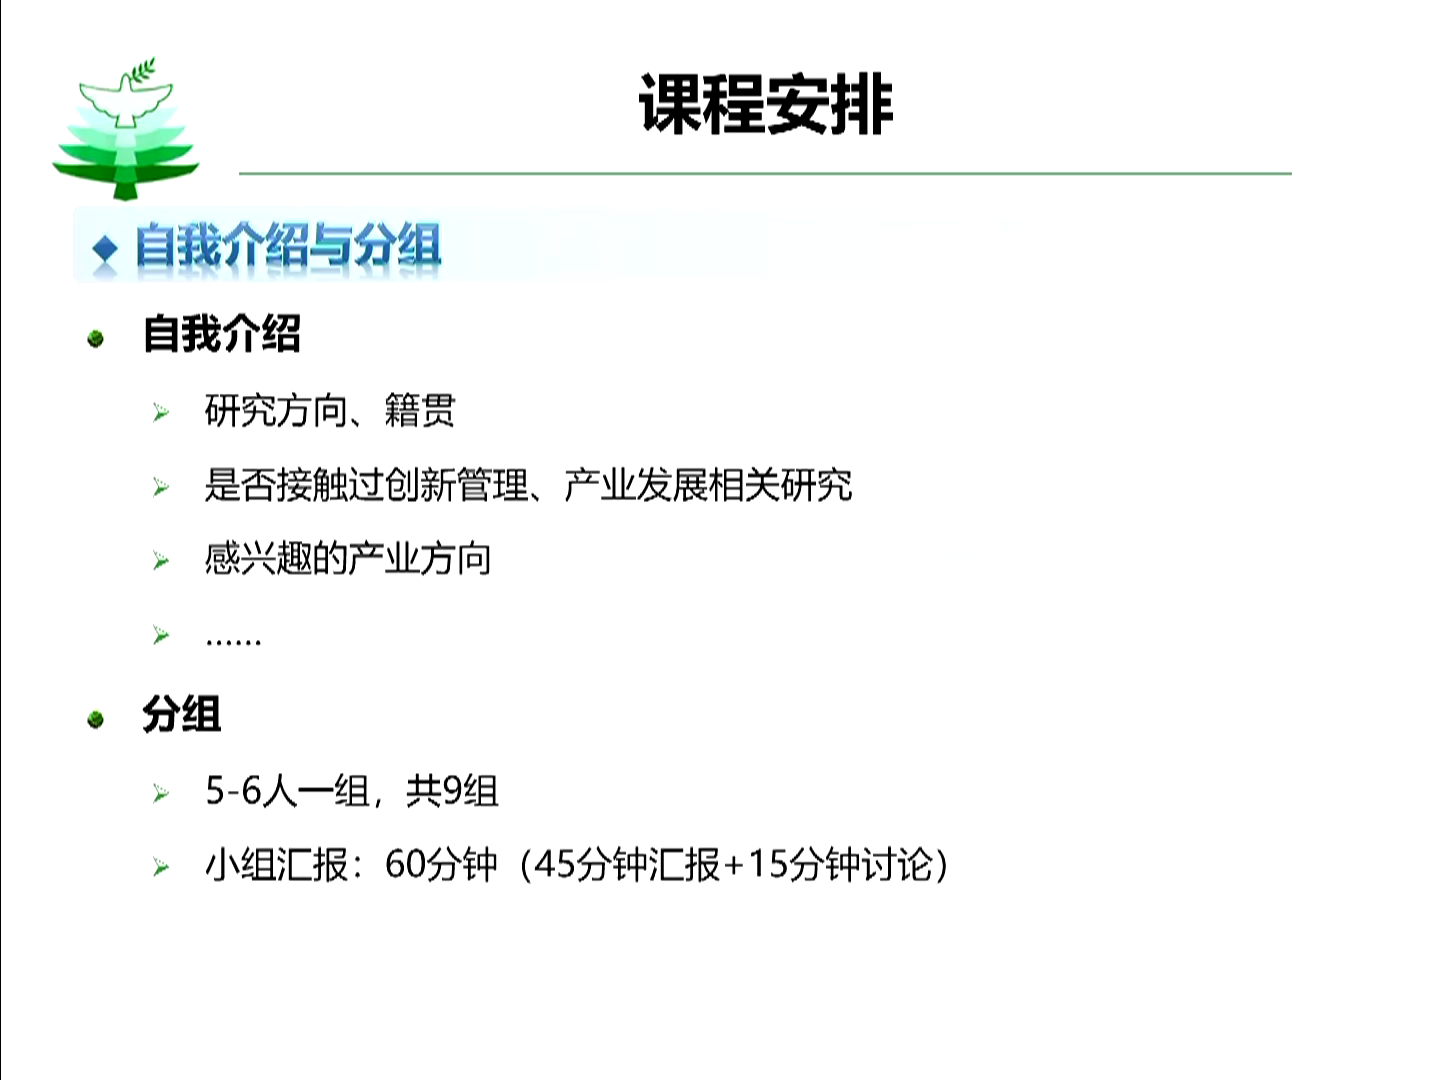 课程安排
自我介绍与分组
自我介绍
研究方向、籍贯
是否接触过创新管理、产业发展相关研究
感兴趣的产业方向
......
分组
5-6人一组，共9组
小组汇报：60分钟（45分钟汇报+15分钟讨论）